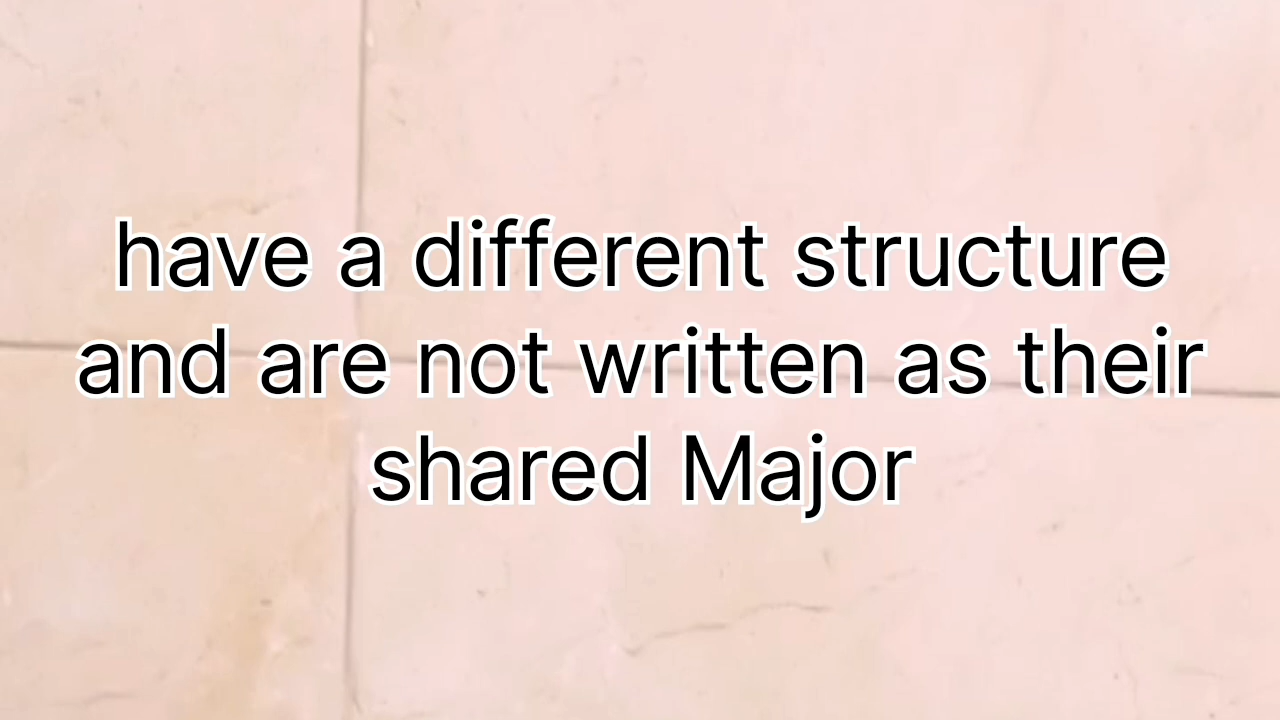 have a different structure
and are not written as their
shared Major